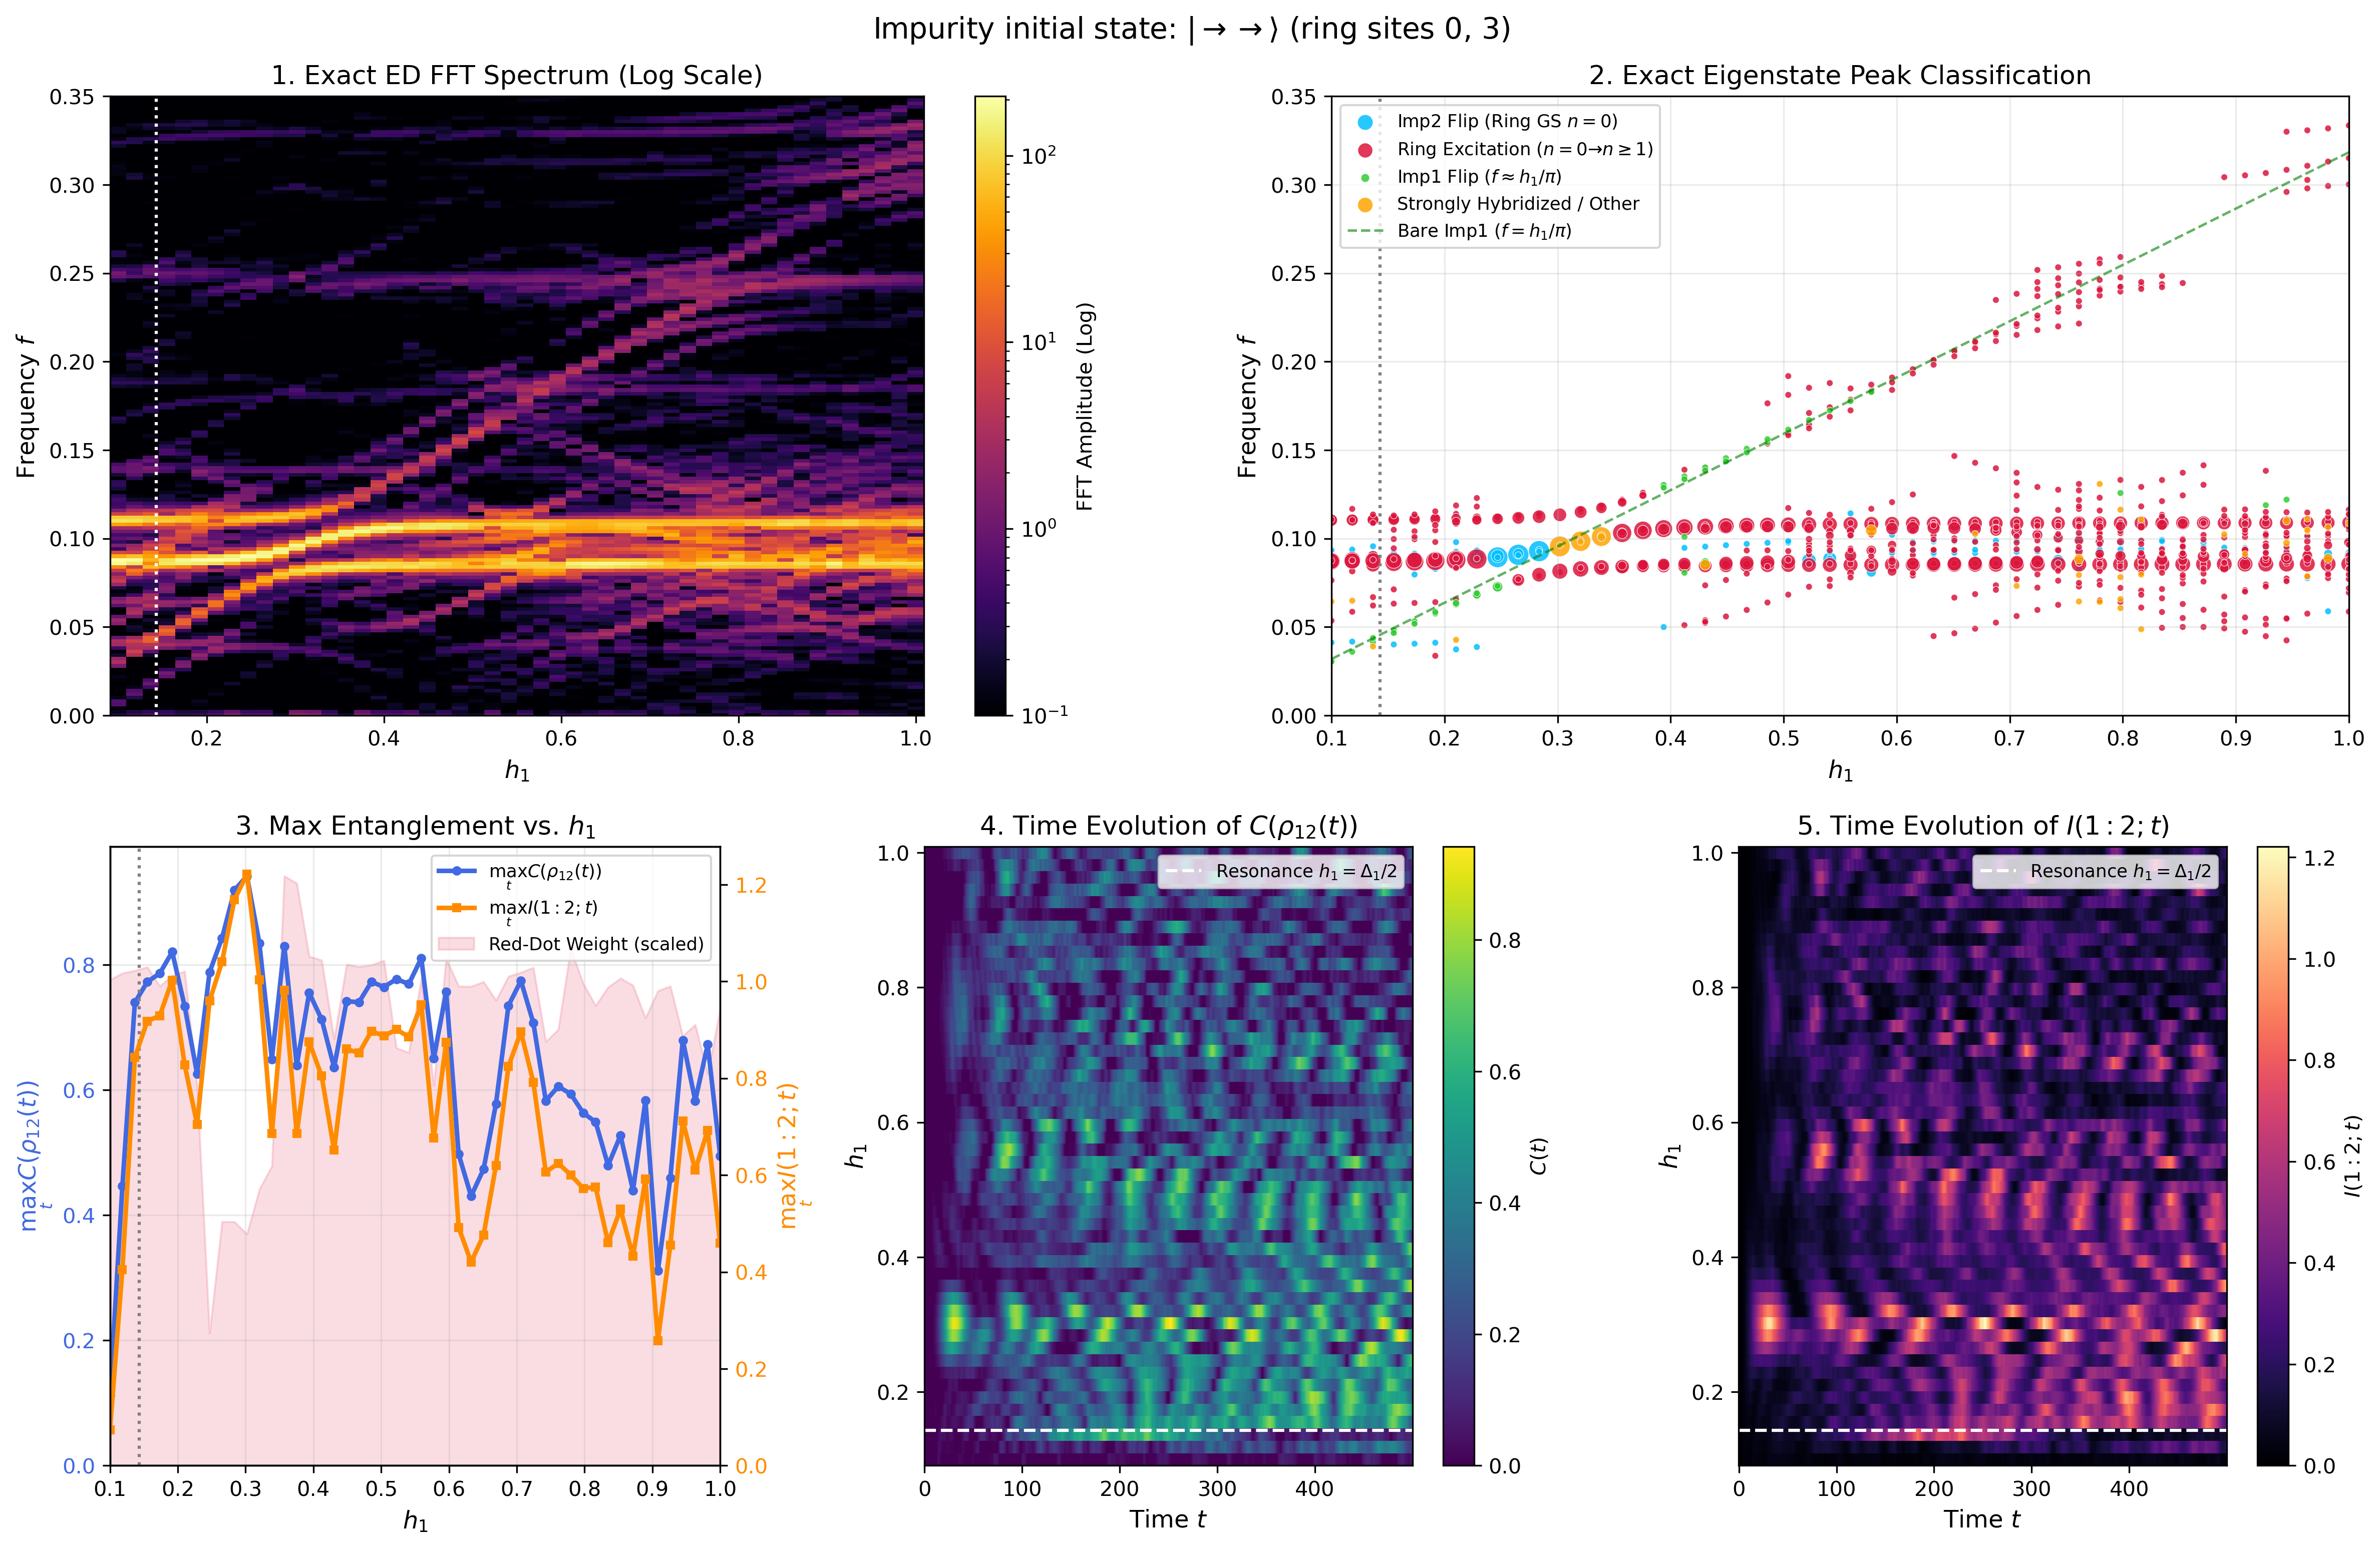 Impurity initial state: |→→⟩ (ring sites 0, 3)
1. Exact ED FFT Spectrum (Log Scale)
0.35
0.30
0.25
0.20
0.15
0.10
0.05
0.00
Frequency f
0.2
0.4
0.6
0.8
1.0
h₁
10²
10¹
10⁰
10⁻¹
FFT Amplitude (Log)
2. Exact Eigenstate Peak Classification
Imp2 Flip (Ring GS n = 0)
Ring Excitation (n = 0→n ≥ 1)
Imp1 Flip (f ≈ h₁/π)
Strongly Hybridized / Other
Bare Imp1 (f = h₁/π)
0.35
0.30
0.25
0.20
0.15
0.10
0.05
0.00
Frequency f
0.1
0.2
0.3
0.4
0.5
0.6
0.7
0.8
0.9
1.0
h₁
3. Max Entanglement vs. h₁
max C(ρ₁₂(t))
t
max I(1 : 2; t)
t
Red-Dot Weight (scaled)
0.8
0.6
0.4
0.2
0.0
max C(ρ₁₂(t))
t
1.2
1.0
0.8
0.6
0.4
0.2
0.0
max I(1 : 2; t)
t
0.1
0.2
0.3
0.4
0.5
0.6
0.7
0.8
0.9
1.0
h₁
4. Time Evolution of C(ρ₁₂(t))
Resonance h₁ = Δ₁/2
1.0
0.8
0.6
0.4
0.2
h₁
0
100
200
300
400
Time t
0.8
0.6
0.4
0.2
0.0
C(t)
5. Time Evolution of I(1 : 2; t)
Resonance h₁ = Δ₁/2
1.0
0.8
0.6
0.4
0.2
h₁
0
100
200
300
400
Time t
1.2
1.0
0.8
0.6
0.4
0.2
0.0
I(1 : 2; t)